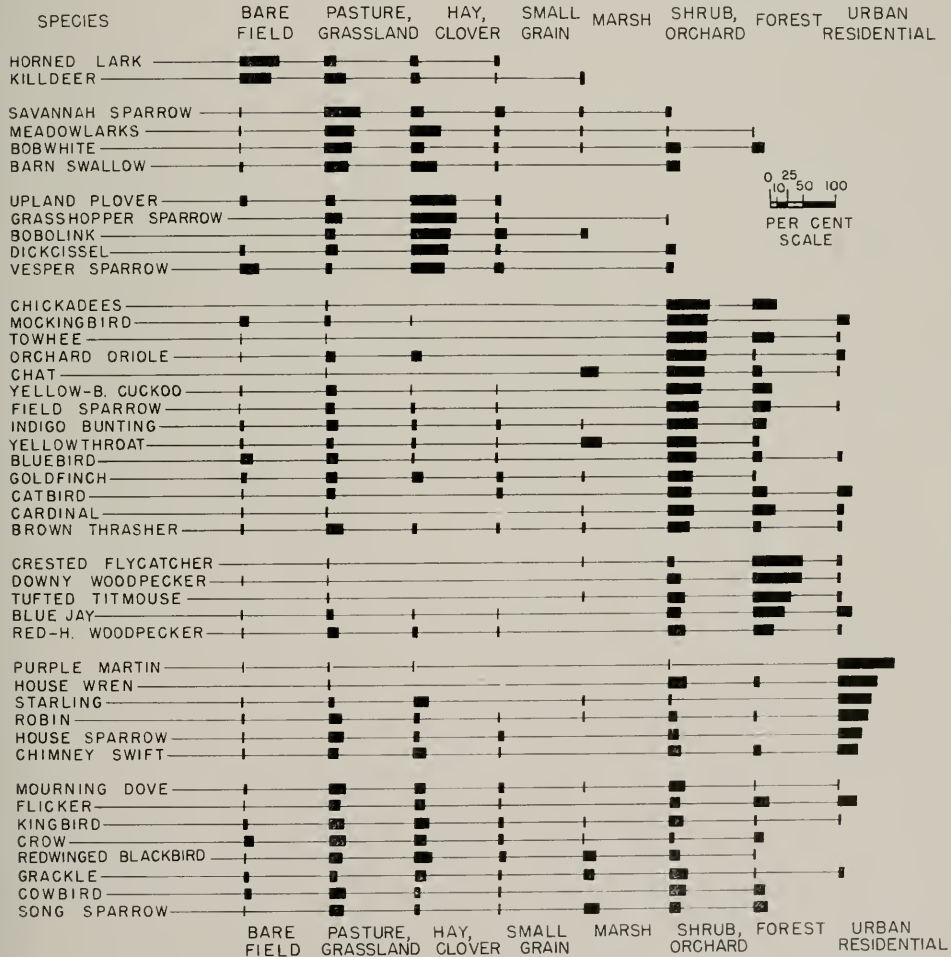 SPECIES BARE FIELD PASTURE, GRASSLAND HAY, CLOVER SMALL GRAIN MARSH SHRUB, ORCHARD FOREST URBAN RESIDENTIAL
HORNED LARK
KILLDEER
SAVANNAH SPARROW
MEADOWLARKS
BOBWHITE
BARN SWALLOW
0 10 25 50 100
PER CENT
SCALE
UPLAND PLOVER
GRASSHOPPER SPARROW
BOBOLINK
DICKCISSEL
VESPER SPARROW
CHICKADEES
MOCKINGBIRD
TOWHEE
ORCHARD ORIOLE
CHAT
YELLOW-B. CUCKOO
FIELD SPARROW
INDIGO BUNTING
YELLOWTHROAT
BLUEBIRD
GOLDFINCH
CATBIRD
CARDINAL
BROWN THRASHER
CRESTED FLYCATCHER
DOWNY WOODPECKER
TUFTED TITMOUSE
BLUE JAY
RED-H. WOODPECKER
PURPLE MARTIN
HOUSE WREN
STARLING
ROBIN
HOUSE SPARROW
CHIMNEY SWIFT
MOURNING DOVE
FLICKER
KINGBIRD
CROW
REDWINGED BLACKBIRD
GRACKLE
COWBIRD
SONG SPARROW
BARE FIELD PASTURE, GRASSLAND HAY, CLOVER SMALL GRAIN MARSH SHRUB, ORCHARD FOREST URBAN RESIDENTIAL